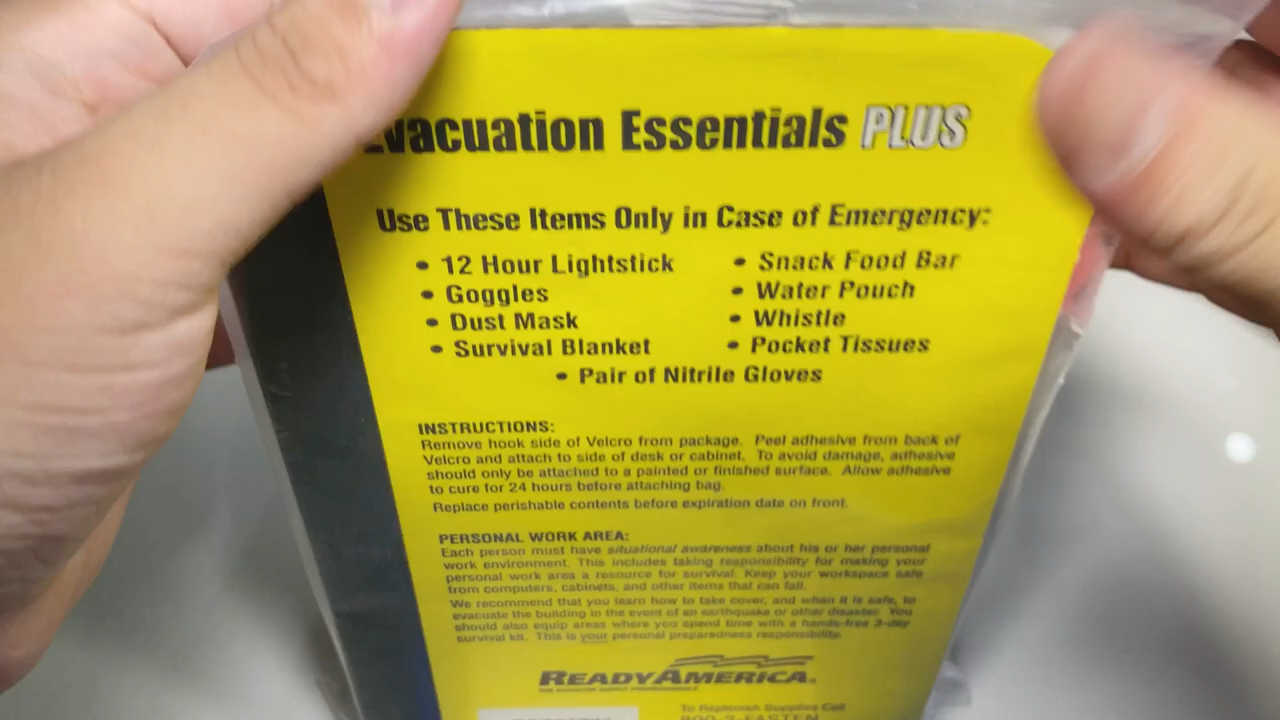 Evacuation Essentials PLUS
Use These Items Only in Case of Emergency:
• 12 Hour Lightstick
• Goggles
• Dust Mask
• Survival Blanket
• Snack Food Bar
• Water Pouch
• Whistle
• Pocket Tissues
• Pair of Nitrile Gloves
INSTRUCTIONS:
Remove hook side of Velcro from package. Peel adhesive from back of
Velcro and attach to side of desk or cabinet. To avoid damage, adhesive
should only be attached to a painted or finished surface. Allow adhesive
to cure for 24 hours before attaching bag.
Replace perishable contents before expiration date on front.
PERSONAL WORK AREA:
Each person must have situational awareness about his or her personal
work environment. This includes taking responsibility for making your
personal work area a resource for survival. Keep your workspace safe
from computers, cabinets, and other items that can fall.
We recommend that you learn how to take cover, and when it is safe, to
evacuate the building in the event of an earthquake or other disaster. You
should also equip areas where you spend time with a hands-free 3-day
survival kit. This is your personal preparedness responsibility.
READYAMERICA.
To Replenish Supplies Call
800-2-FASTEN